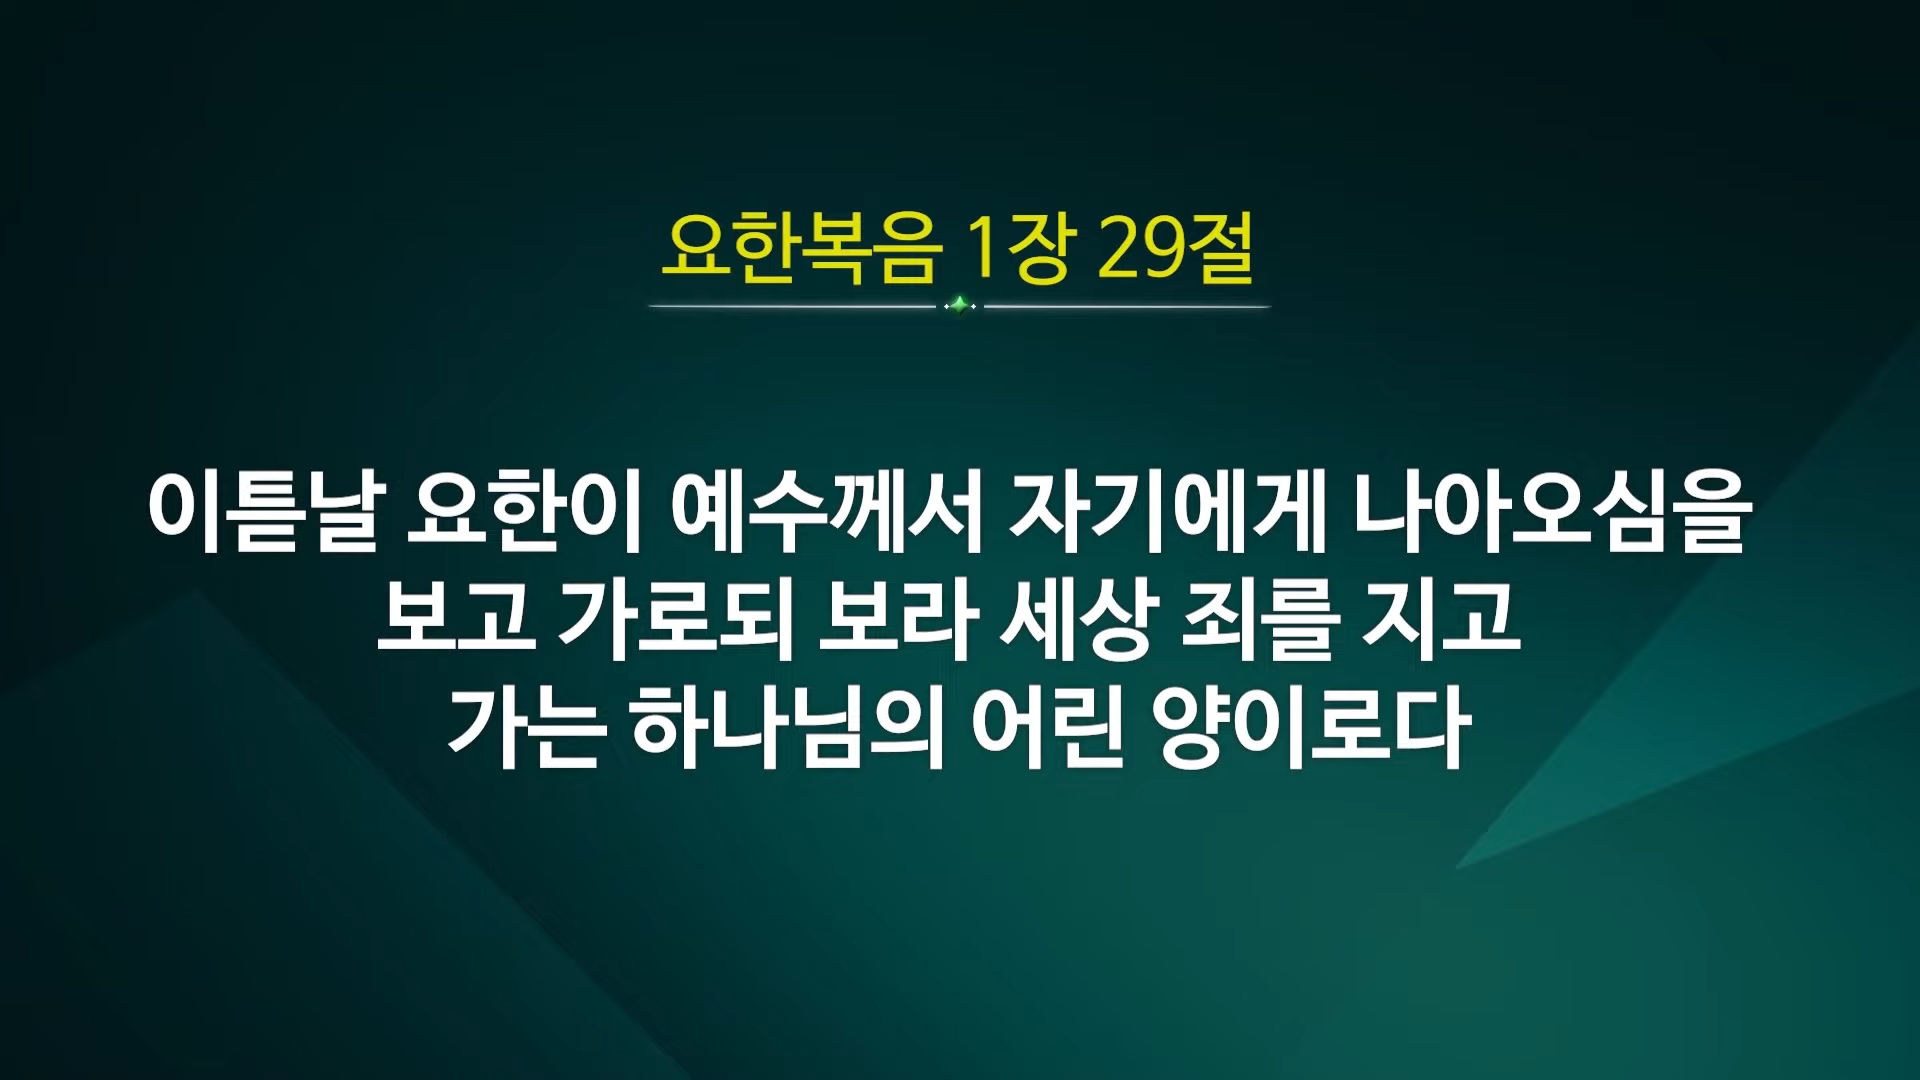 요한복음 1장 29절
이튿날 요한이 예수께서 자기에게 나아오심을
보고 가로되 보라 세상 죄를 지고
가는 하나님의 어린 양이로다